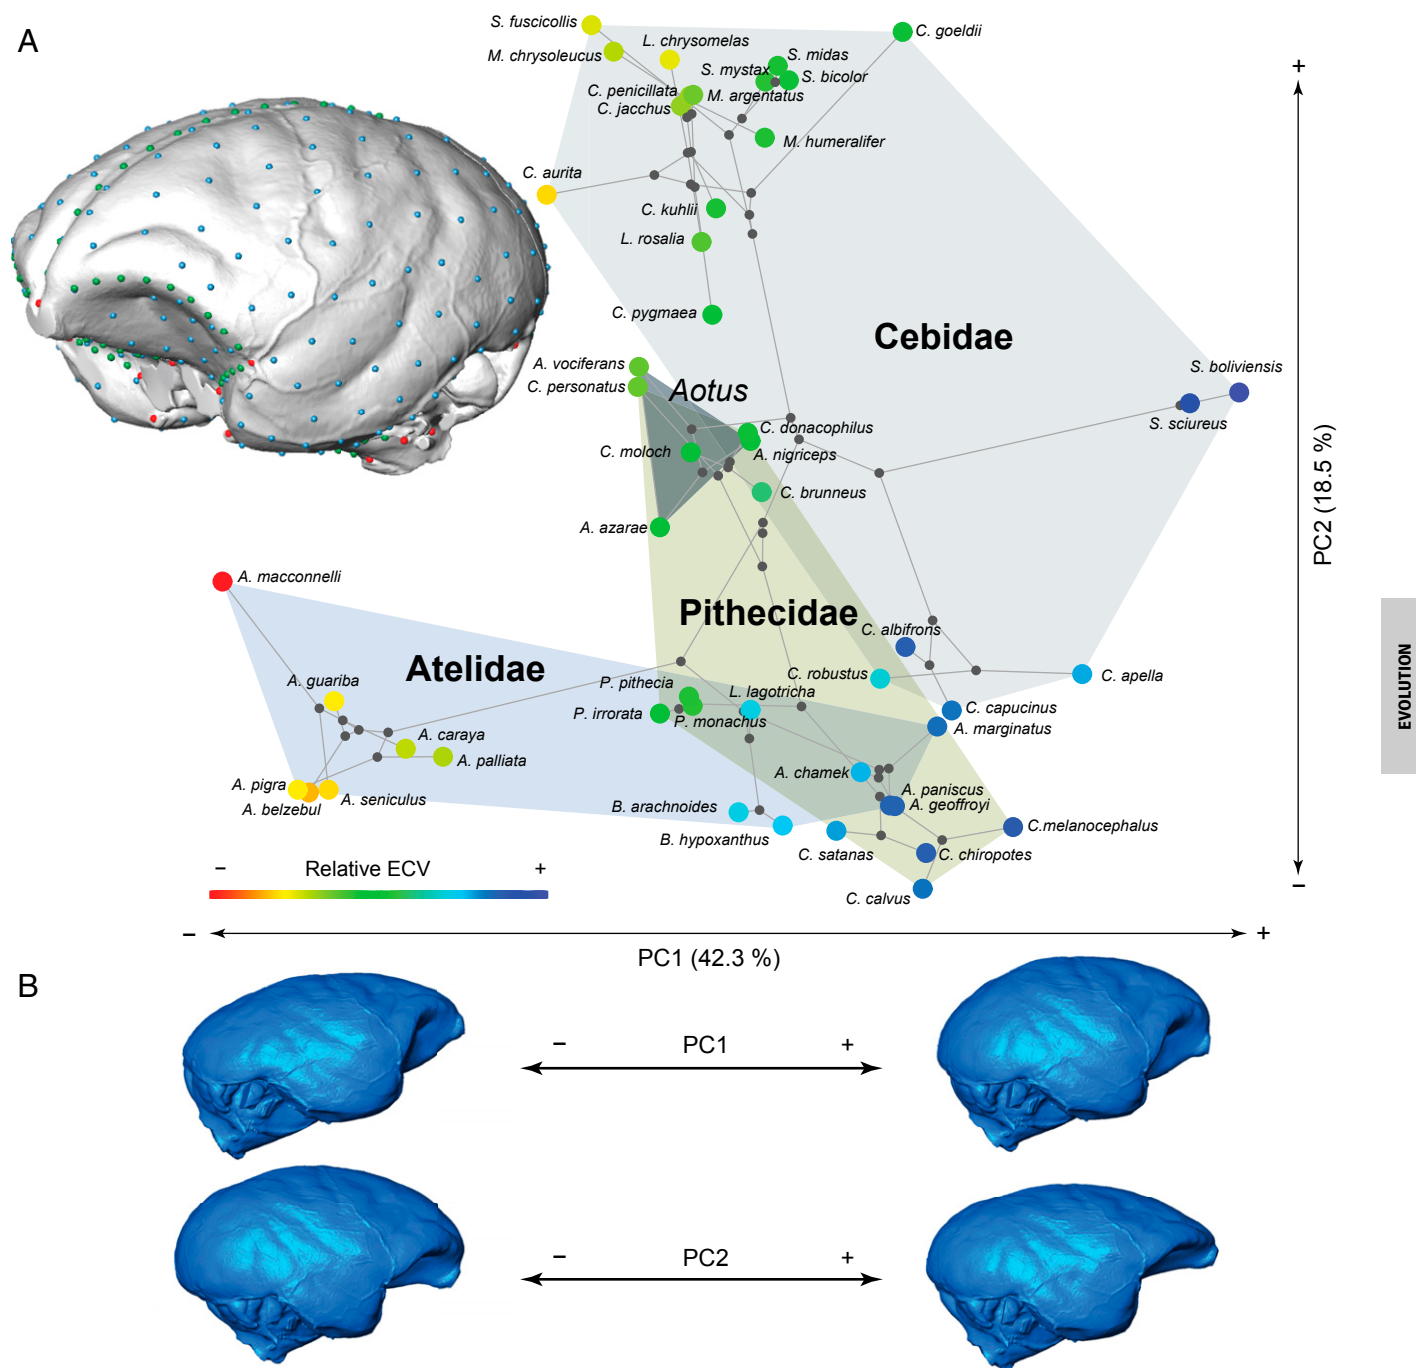 A
S. fuscicollis
C. goeldii
L. chrysomelas
M. chrysoleucus
S. midas
S. mystax
S. bicolor
C. penicillata
M. argentatus
C. jacchus
M. humeralifer
C. aurita
C. kuhlii
L. rosalia
C. pygmaea
Cebidae
A. vociferans
C. personatus
Aotus
S. boliviensis
S. sciureus
C. donacophilus
C. moloch
A. nigriceps
C. brunneus
A. azarae
A. macconnelli
Pithecidae
C. albifrons
Atelidae
A. guariba
P. pithecia
L. lagotricha
C. robustus
C. apella
P. irrorata
P. monachus
C. capucinus
A. marginatus
A. caraya
A. palliata
A. chamek
A. pigra
A. belzebul
A. seniculus
A. paniscus
A. geoffroyi
B. arachnoides
B. hypoxanthus
C. satanas
C.melanocephalus
C. chiropotes
C. calvus
– Relative ECV +
+
PC2 (18.5 %)
–
– +
PC1 (42.3 %)
EVOLUTION
B
– PC1 +
– PC2 +